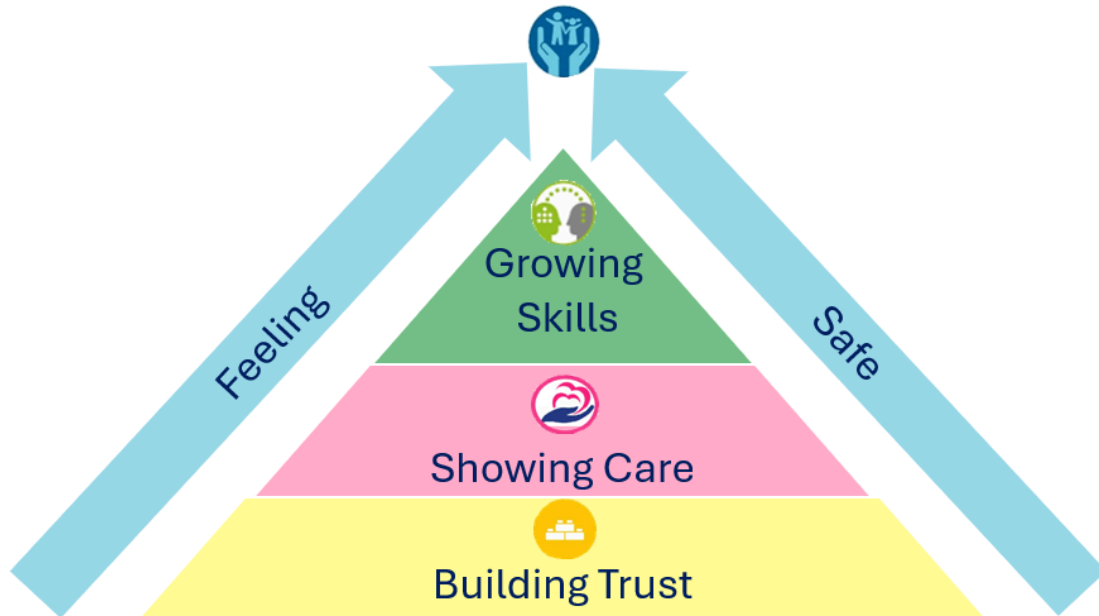 Growing
Skills
Feeling
Safe
Showing Care
Building Trust